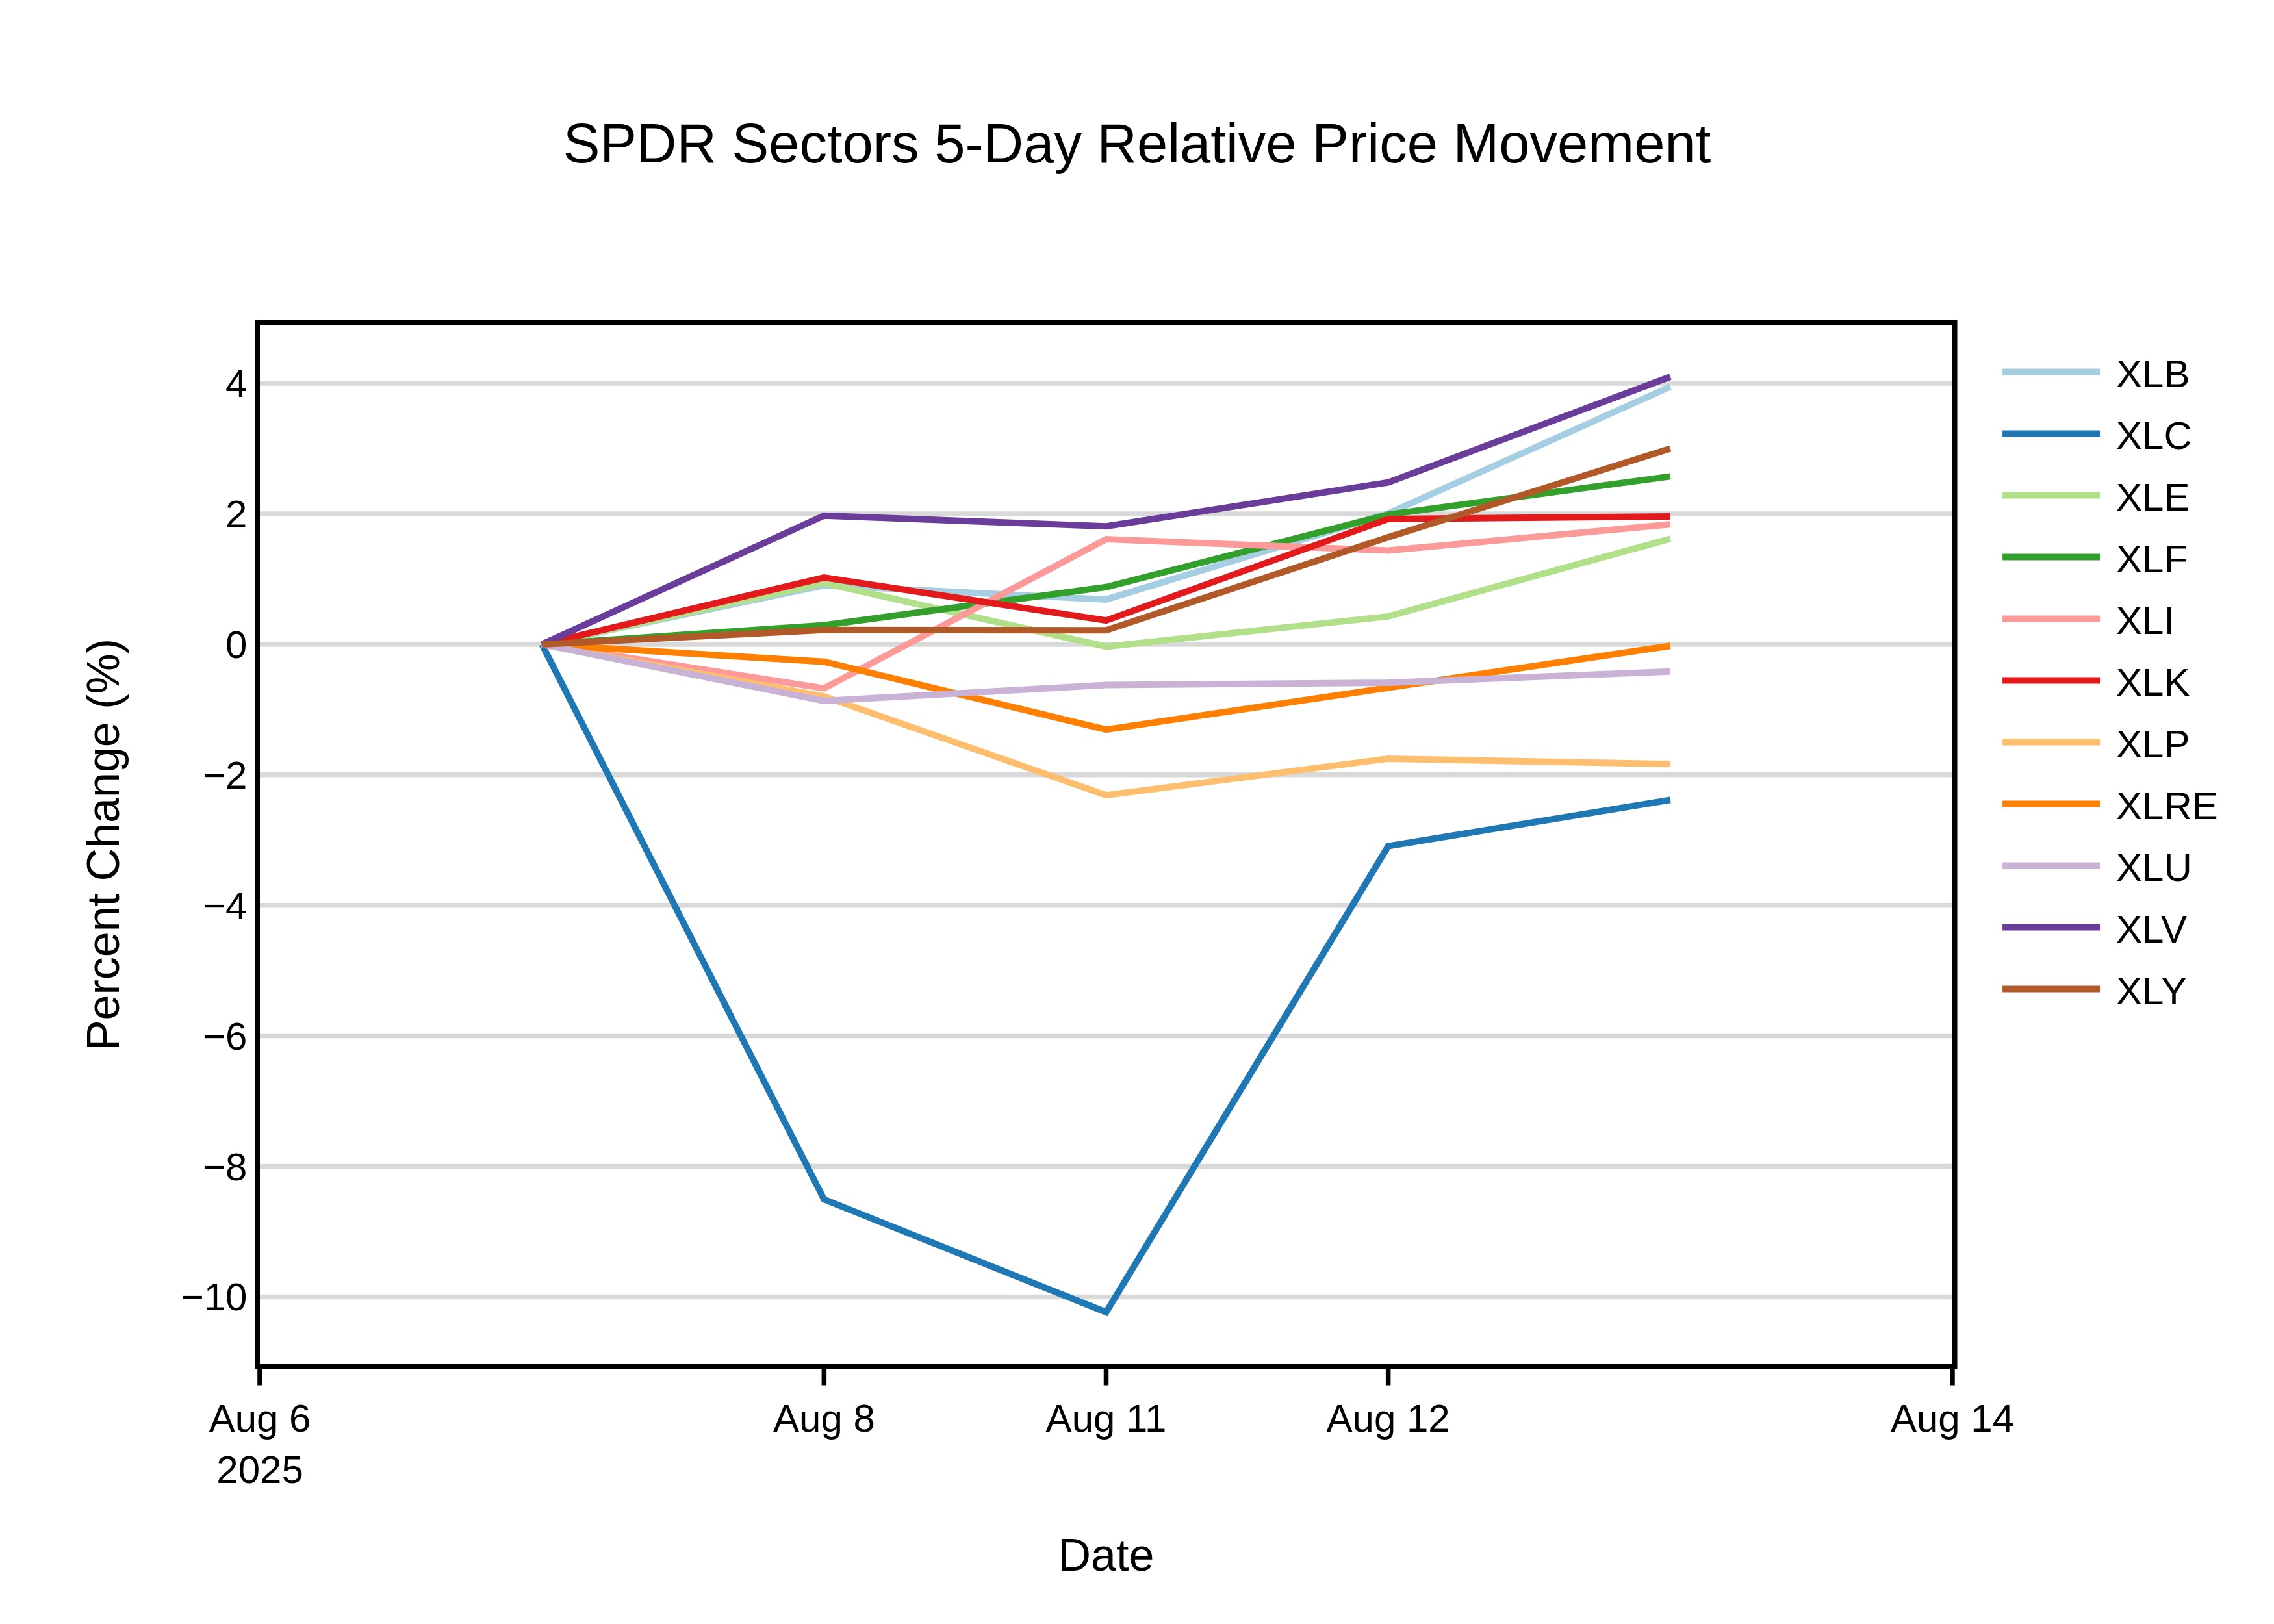 SPDR Sectors 5-Day Relative Price Movement
Percent Change (%)
4
2
0
−2
−4
−6
−8
−10
Aug 6
2025
Aug 8
Aug 11
Aug 12
Aug 14
Date
XLB
XLC
XLE
XLF
XLI
XLK
XLP
XLRE
XLU
XLV
XLY